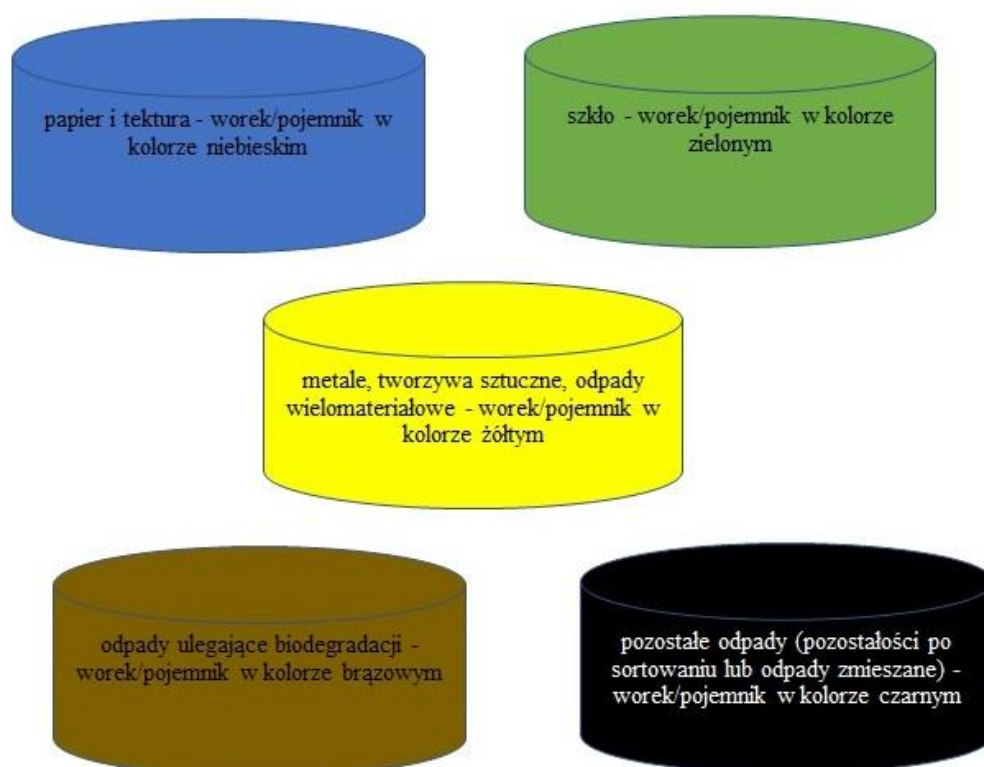 papier i tektura - worek/pojemnik w
kolorze niebieskim
szkło - worek/pojemnik w kolorze
zielonym
metale, tworzywa sztuczne, odpady
wielomateriałowe - worek/pojemnik w
kolorze żółtym
odpady ulegające biodegradacji -
worek/pojemnik w kolorze brązowym
pozostałe odpady (pozostałości po
sortowaniu lub odpady zmieszane) -
worek/pojemnik w kolorze czarnym